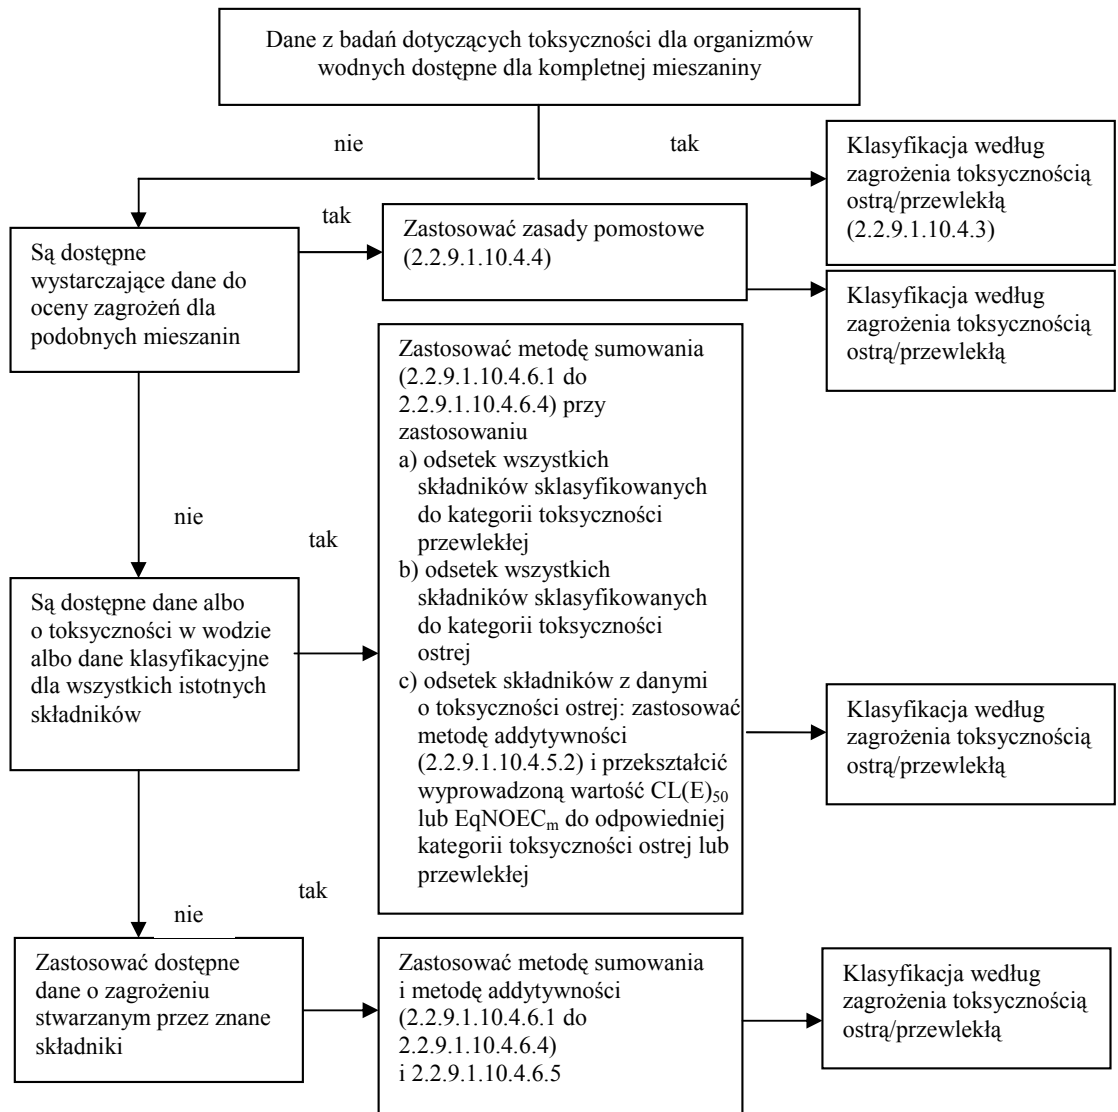 Dane z badań dotyczących toksyczności dla organizmów
wodnych dostępne dla kompletnej mieszaniny
nie
tak
Klasyfikacja według
zagrożenia toksycznością
ostrą/przewlekłą
(2.2.9.1.10.4.3)
Są dostępne
wystarczające dane do
oceny zagrożeń dla
podobnych mieszanin
tak
Zastosować zasady pomostowe
(2.2.9.1.10.4.4)
Klasyfikacja według
zagrożenia toksycznością
ostrą/przewlekłą
nie
tak
Są dostępne dane albo
o toksyczności w wodzie
albo dane klasyfikacyjne
dla wszystkich istotnych
składników
Zastosować metodę sumowania
(2.2.9.1.10.4.6.1 do
2.2.9.1.10.4.6.4) przy
zastosowaniu
a) odsetek wszystkich
składników sklasyfikowanych
do kategorii toksyczności
przewlekłej
b) odsetek wszystkich
składników sklasyfikowanych
do kategorii toksyczności
ostrej
c) odsetek składników z danymi
o toksyczności ostrej: zastosować
metodę addytywności
(2.2.9.1.10.4.5.2) i przekształcić
wyprowadzoną wartość CL(E)₅₀
lub EqNOECₘ do odpowiedniej
kategorii toksyczności ostrej lub
przewlekłej
Klasyfikacja według
zagrożenia toksycznością
ostrą/przewlekłą
nie
tak
Zastosować dostępne
dane o zagrożeniu
stwarzanym przez znane
składniki
Zastosować metodę sumowania
i metodę addytywności
(2.2.9.1.10.4.6.1 do
2.2.9.1.10.4.6.4)
i 2.2.9.1.10.4.6.5
Klasyfikacja według
zagrożenia toksycznością
ostrą/przewlekłą